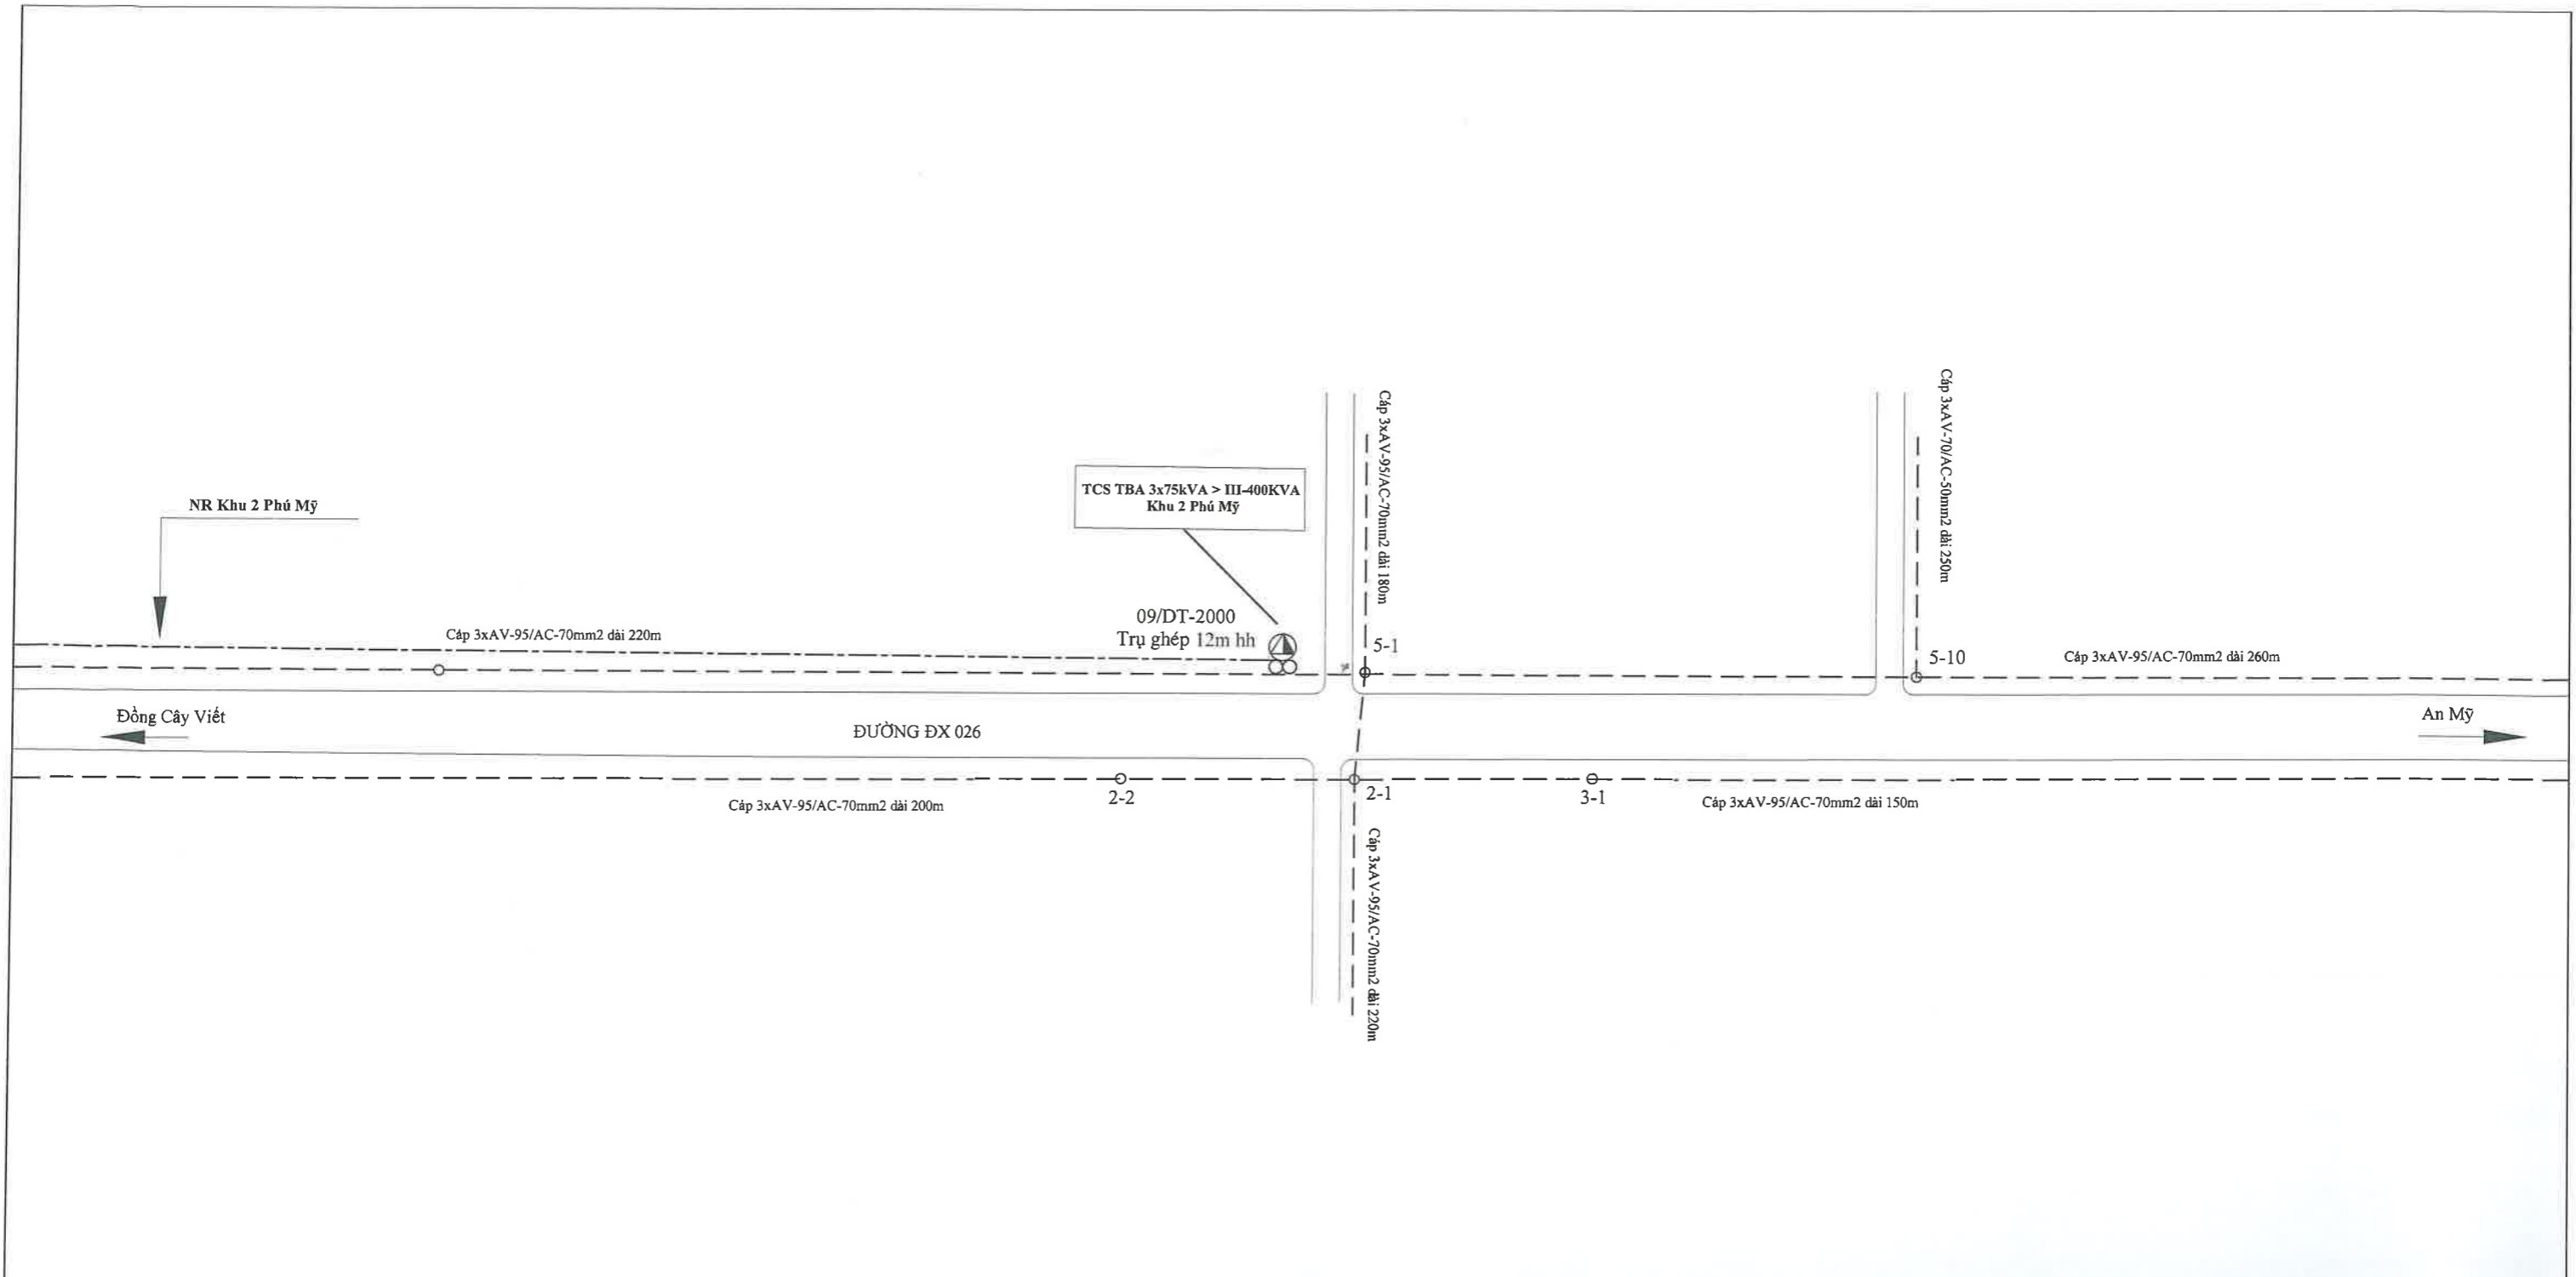 Cáp 3xAV-95/AC-70mm2 dài 180m
Cáp 3xAV-70/AC-50mm2 dài 250m
TCS TBA 3x75kVA > III-400KVA
Khu 2 Phú Mỹ
NR Khu 2 Phú Mỹ
09/DT-2000
Trụ ghép 12m hh
Cáp 3xAV-95/AC-70mm2 dài 220m
5-1
5-10
Cáp 3xAV-95/AC-70mm2 dài 260m
Đồng Cây Viết
ĐƯỜNG ĐX 026
An Mỹ
2-2
2-1
3-1
Cáp 3xAV-95/AC-70mm2 dài 200m
Cáp 3xAV-95/AC-70mm2 dài 150m
Cáp 3xAV-95/AC-70mm2 dài 220m